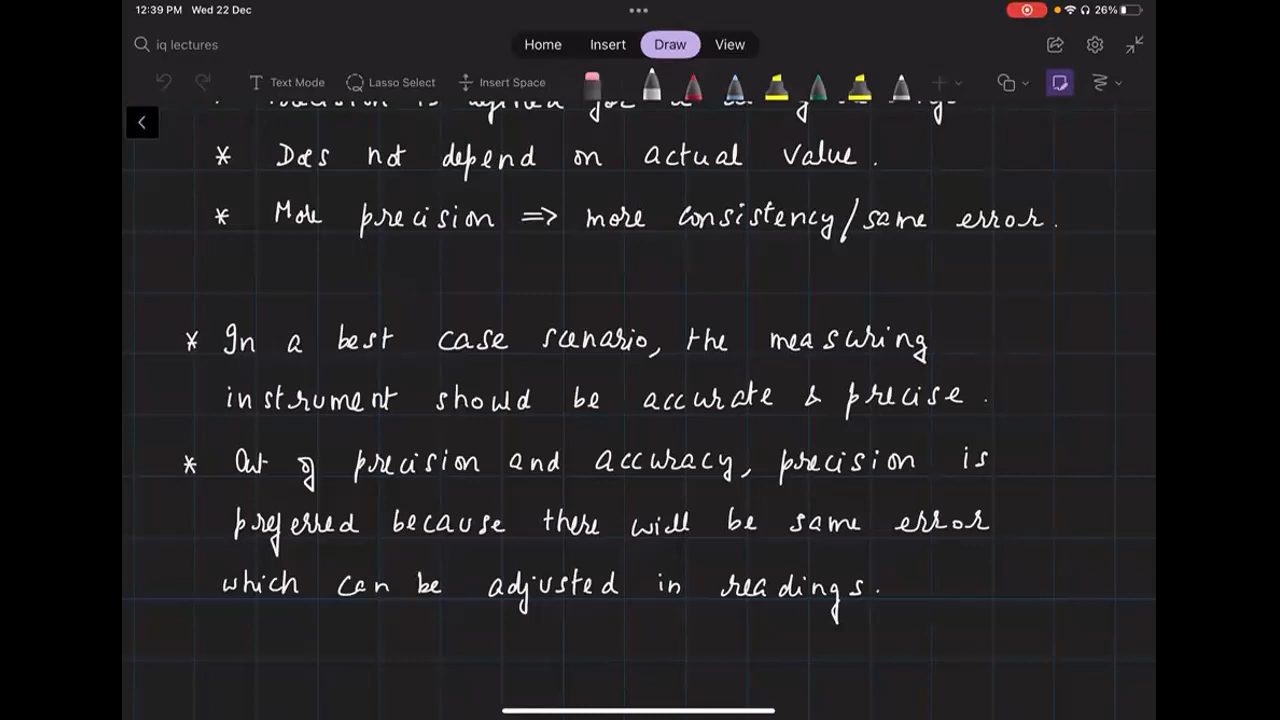 12:39 PM Wed 22 Dec
26%
iq lectures
Home Insert Draw View
Text Mode Lasso Select Insert Space
is defined for a
* Does not depend on actual value.
* More precision => more consistency/same error.
* In a best case scenario, the measuring
instrument should be accurate & precise.
* Out of precision and accuracy, precision is
preferred because there will be same error
which can be adjusted in readings.